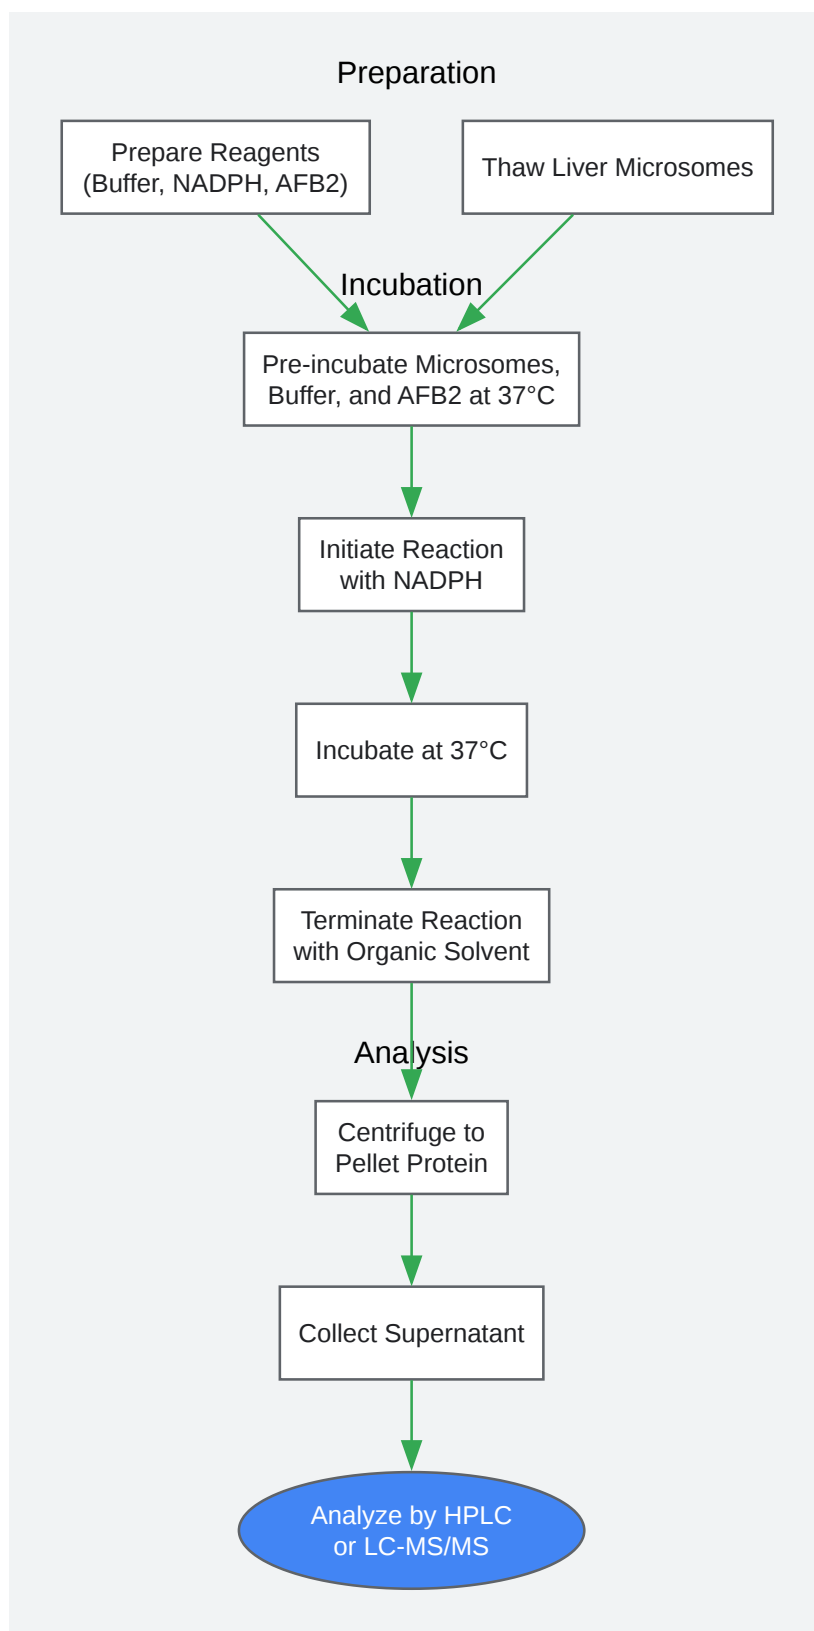 Preparation
Prepare Reagents
(Buffer, NADPH, AFB2)
Thaw Liver Microsomes
Incubation
Pre-incubate Microsomes,
Buffer, and AFB2 at 37°C
Initiate Reaction
with NADPH
Incubate at 37°C
Terminate Reaction
with Organic Solvent
Analysis
Centrifuge to
Pellet Protein
Collect Supernatant
Analyze by HPLC
or LC-MS/MS